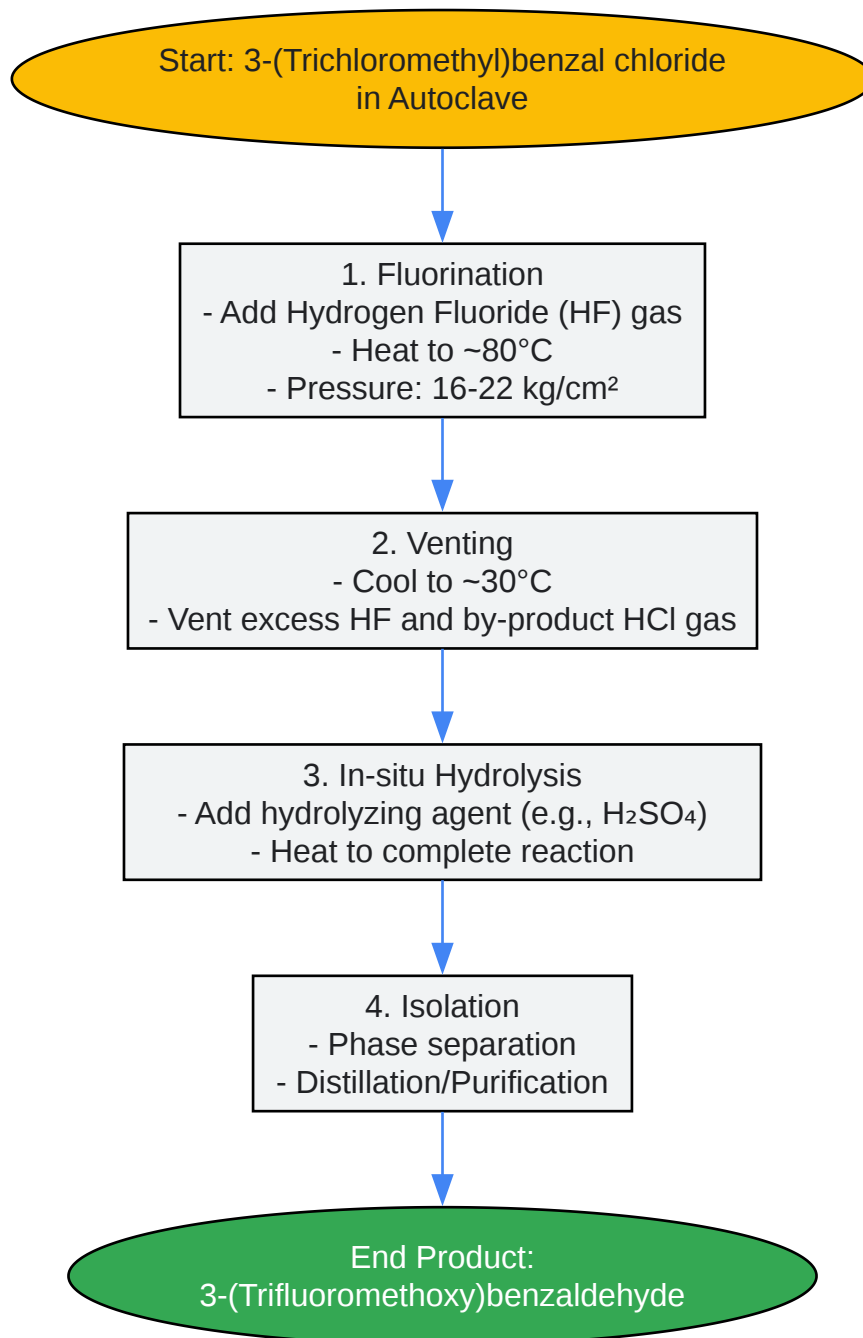 Start: 3-(Trichloromethyl)benzal chloride
in Autoclave
1. Fluorination
- Add Hydrogen Fluoride (HF) gas
- Heat to ~80°C
- Pressure: 16-22 kg/cm²
2. Venting
- Cool to ~30°C
- Vent excess HF and by-product HCl gas
3. In-situ Hydrolysis
- Add hydrolyzing agent (e.g., H₂SO₄)
- Heat to complete reaction
4. Isolation
- Phase separation
- Distillation/Purification
End Product:
3-(Trifluoromethoxy)benzaldehyde